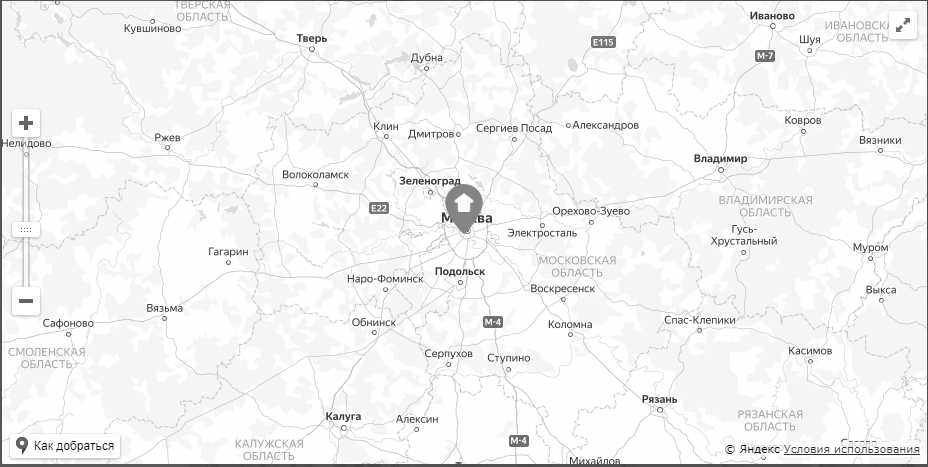 ТВЕРСКАЯ
ОБЛАСТЬ
Кувшиново
Тверь
E115
Иваново
ИВАНОВСКА
ОБЛАСТЬ
Шуя
М-7
Дубна
Клин
Дмитров
Сергиев Посад
Александров
Ковров
Вязники
Ржев
Нелидово
Владимир
Волоколамск
Зеленоград
E22
Орехово-Зуево
ВЛАДИМИРСКАЯ
ОБЛАСТЬ
Электросталь
Гусь-
Хрустальный
Муром
Гагарин
МОСКОВСКАЯ
ОБЛАСТЬ
Подольск
Наро-Фоминск
Воскресенск
Выкса
Вязьма
Сафоново
Обнинск
М-4
Коломна
Спас-Клепики
СМОЛЕНСКАЯ
ОБЛАСТЬ
Серпухов
Ступино
Касимов
Рязань
Калуга
Алексин
РЯЗАНСКАЯ
ОБЛАСТЬ
КАЛУЖСКАЯ
ОБЛАСТЬ
М-4
Как добраться
© Яндекс Условия использования
Михайлов